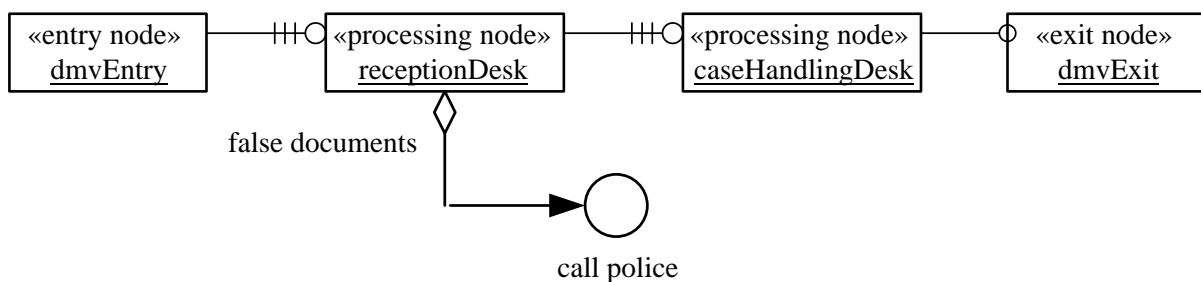 «entry node»
dmvEntry
«processing node»
receptionDesk
«processing node»
caseHandlingDesk
«exit node»
dmvExit
false documents
call police